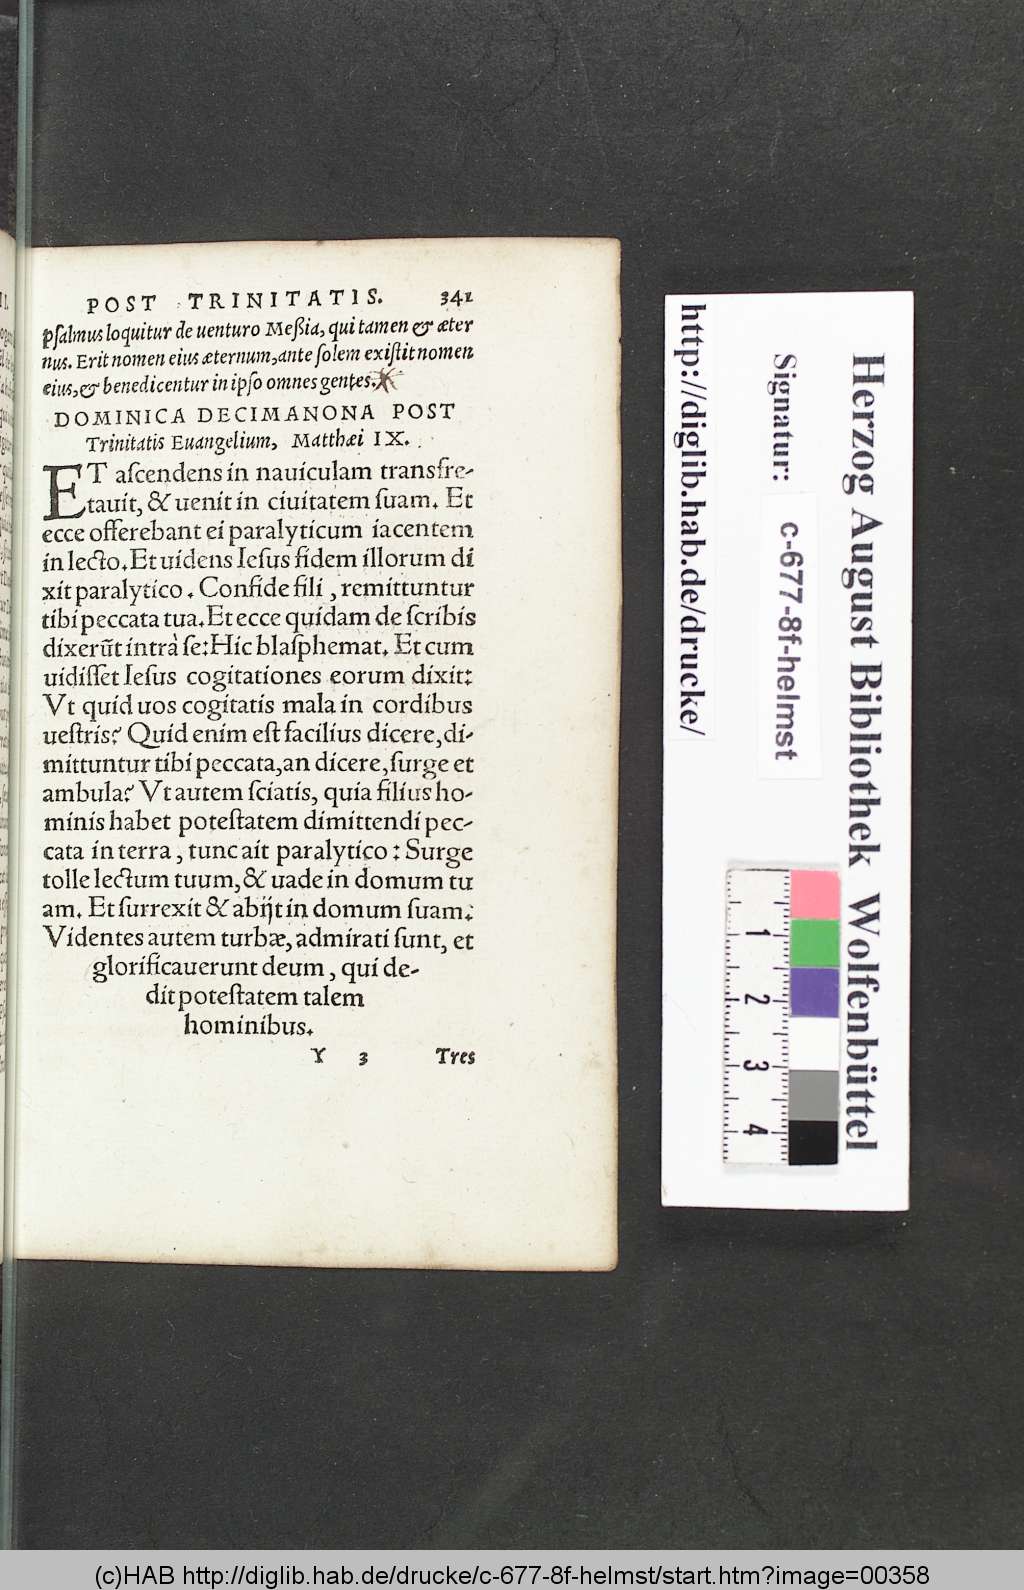 POST TRINITATIS. 341
pſalmus loquitur de uenturo Meßia, qui tamen & æter
nus. Erit nomen eius æternum, ante ſolem exiſtit nomen
eius, & benedicentur in ipſo omnes gentes.
DOMINICA DECIMANONA POST
Trinitatis Euangelium, Matthæi IX.
ET aſcendens in nauiculam transfre-
tauit, & uenit in ciuitatem ſuam. Et
ecce offerebant ei paralyticum iacentem
in lecto. Et uidens Ieſus fidem illorum di
xit paralytico. Confide fili, remittuntur
tibi peccata tua. Et ecce quidam de ſcribis
dixerũt intrà ſe: Hic blaſphemat. Et cum
uidiſſet Ieſus cogitationes eorum dixit:
Vt quid uos cogitatis mala in cordibus
ueſtris? Quid enim eſt facilius dicere, di-
mittuntur tibi peccata, an dicere, ſurge et
ambula? Vt autem ſciatis, quia filius ho-
minis habet poteſtatem dimittendi pec-
cata in terra, tunc ait paralytico: Surge
tolle lectum tuum, & uade in domum tu
am. Et ſurrexit & abijt in domum ſuam.
Videntes autem turbæ, admirati ſunt, et
glorificauerunt deum, qui de-
dit poteſtatem talem
hominibus.
Y 3 Tres
http://diglib.hab.de/drucke/
Signatur: c-677-8f-helmst
Herzog August Bibliothek Wolfenbüttel
1 2 3 4
(c)HAB http://diglib.hab.de/drucke/c-677-8f-helmst/start.htm?image=00358